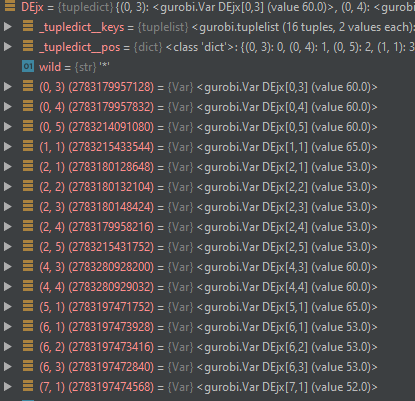 DEjx = {tupledict} {(0, 3): <gurobi.Var DEjx[0,3] (value 60.0)>, (0, 4): <gurobi
_tupledict__keys = {tuplelist} <gurobi.tuplelist (16 tuples, 2 values each):
_tupledict__pos = {dict} <class 'dict'>: {(0, 3): 0, (0, 4): 1, (0, 5): 2, (1, 1): 3
01 wild = {str} '*'
(0, 3) (2783179957128) = {Var} <gurobi.Var DEjx[0,3] (value 60.0)>
(0, 4) (2783179957832) = {Var} <gurobi.Var DEjx[0,4] (value 60.0)>
(0, 5) (2783214091080) = {Var} <gurobi.Var DEjx[0,5] (value 60.0)>
(1, 1) (2783215433544) = {Var} <gurobi.Var DEjx[1,1] (value 65.0)>
(2, 1) (2783180128648) = {Var} <gurobi.Var DEjx[2,1] (value 53.0)>
(2, 2) (2783180132104) = {Var} <gurobi.Var DEjx[2,2] (value 53.0)>
(2, 3) (2783180148424) = {Var} <gurobi.Var DEjx[2,3] (value 53.0)>
(2, 4) (2783179958216) = {Var} <gurobi.Var DEjx[2,4] (value 53.0)>
(2, 5) (2783215431752) = {Var} <gurobi.Var DEjx[2,5] (value 53.0)>
(4, 3) (2783280928200) = {Var} <gurobi.Var DEjx[4,3] (value 60.0)>
(4, 4) (2783280929032) = {Var} <gurobi.Var DEjx[4,4] (value 60.0)>
(5, 1) (2783197471752) = {Var} <gurobi.Var DEjx[5,1] (value 65.0)>
(6, 1) (2783197473928) = {Var} <gurobi.Var DEjx[6,1] (value 53.0)>
(6, 2) (2783197473416) = {Var} <gurobi.Var DEjx[6,2] (value 53.0)>
(6, 3) (2783197472840) = {Var} <gurobi.Var DEjx[6,3] (value 53.0)>
(7, 1) (2783197474568) = {Var} <gurobi.Var DEjx[7,1] (value 52.0)>